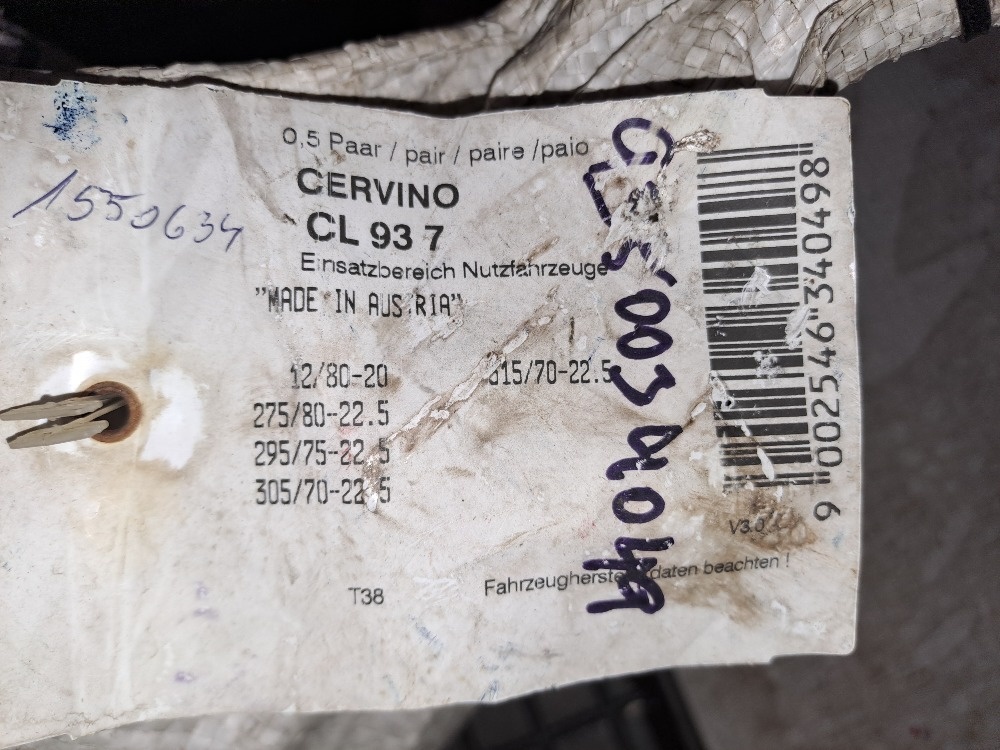 0,5 Paar / pair / paire /paio
CERVINO
CL 93 7
1550634
Einsatzbereich Nutzfahrzeuge
"MADE IN AUS RIA"
12/80-20
315/70-22.5
275/80-22.5
295/75-22.5
305/70-22.5
T38
V3.0
daten beachten !
9 002546 340498